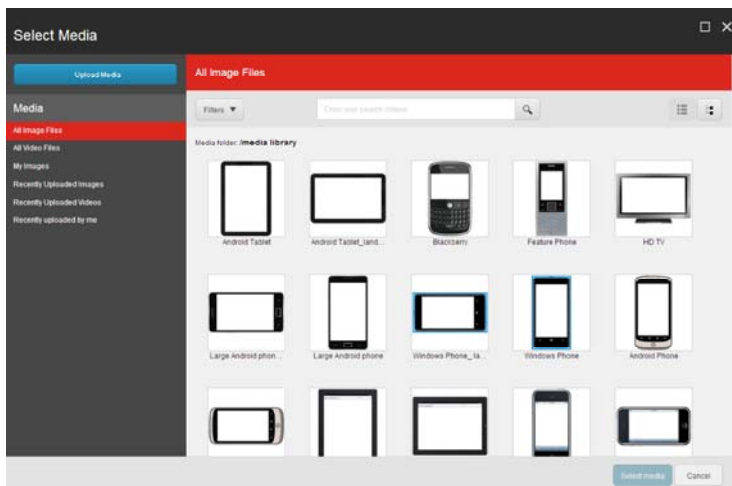 Select Media
Upload Media
All Image Files
Media
Filters ▼
All Image Files
All Video Files
Media folder: /media library
My Images
Recently Uploaded Images
Recently Uploaded Videos
Recently uploaded by me
Android Tablet
Android Tablet_land...
Blackberry
Feature Phone
HD TV
Large Android phon...
Large Android phone
Windows Phone_ la...
Windows Phone
Android Phone
Select media
Cancel